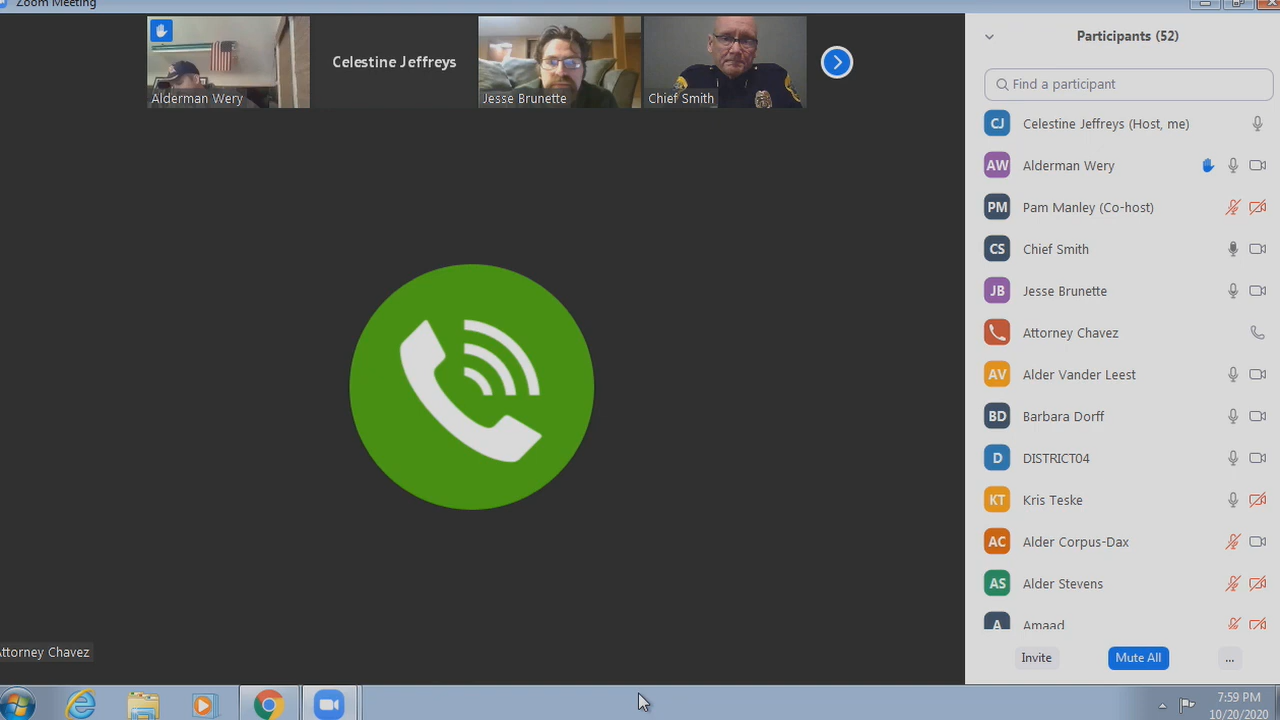 Zoom Meeting
Alderman Wery
Celestine Jeffreys
Jesse Brunette
Chief Smith
Attorney Chavez
Participants (52)
Find a participant
CJ Celestine Jeffreys (Host, me)
AW Alderman Wery
PM Pam Manley (Co-host)
CS Chief Smith
JB Jesse Brunette
Attorney Chavez
AV Alder Vander Leest
BD Barbara Dorff
D DISTRICT04
KT Kris Teske
AC Alder Corpus-Dax
AS Alder Stevens
A Amaad
Invite
Mute All
...
7:59 PM
10/20/2020